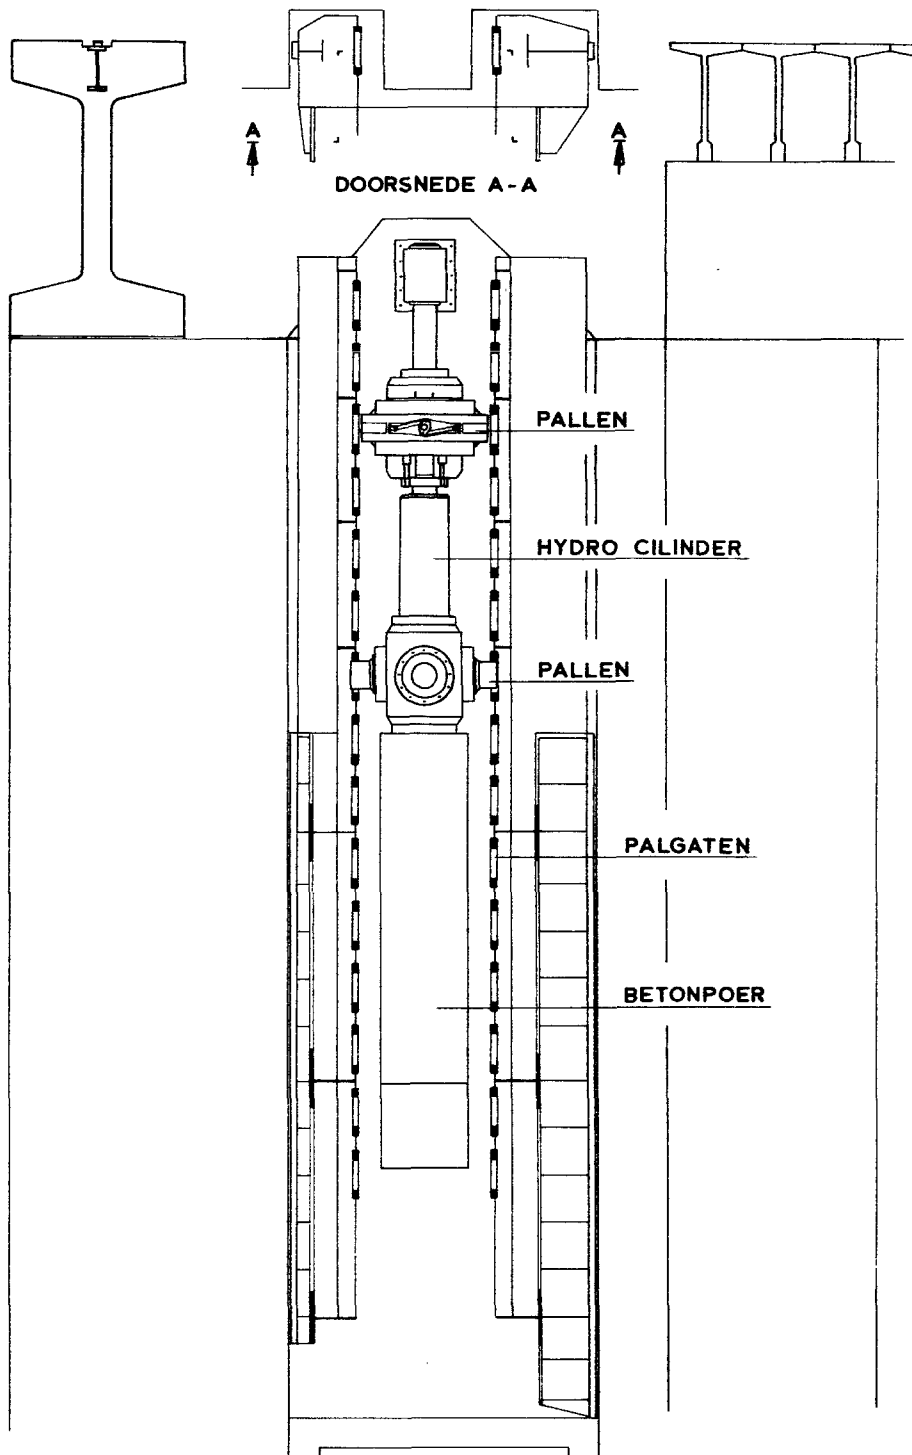 A
A
DOORSNEDE A-A
PALLEN
HYDRO CILINDER
PALLEN
PALGATEN
BETONPOER